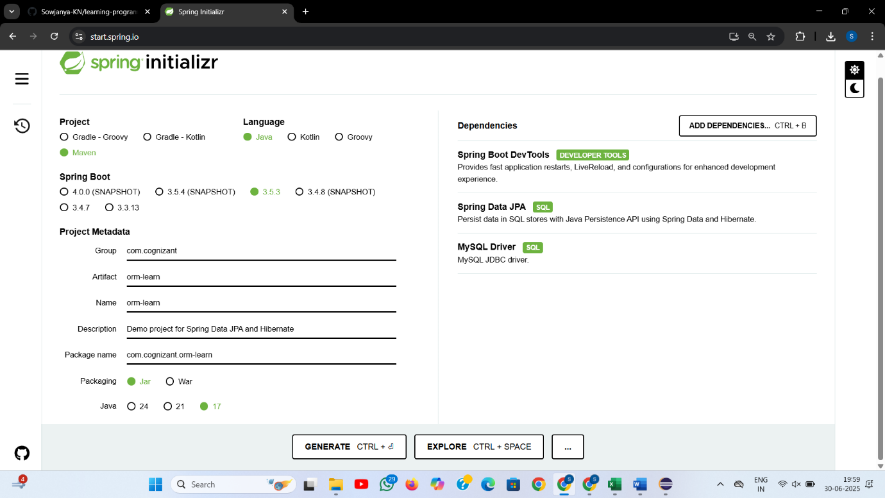 Sowjanya-KN/learning-program
Spring Initializr
start.spring.io
S
spring initializr
Project
Gradle - Groovy
Gradle - Kotlin
Maven
Language
Java
Kotlin
Groovy
Spring Boot
4.0.0 (SNAPSHOT)
3.5.4 (SNAPSHOT)
3.5.3
3.4.8 (SNAPSHOT)
3.4.7
3.3.13
Project Metadata
Group com.cognizant
Artifact orm-learn
Name orm-learn
Description Demo project for Spring Data JPA and Hibernate
Package name com.cognizant.orm-learn
Packaging Jar War
Java 24 21 17
Dependencies
ADD DEPENDENCIES... CTRL + B
Spring Boot DevTools DEVELOPER TOOLS
Provides fast application restarts, LiveReload, and configurations for enhanced development
experience.
Spring Data JPA SQL
Persist data in SQL stores with Java Persistence API using Spring Data and Hibernate.
MySQL Driver SQL
MySQL JDBC driver.
GENERATE CTRL + ⏎
EXPLORE CTRL + SPACE
...
4
Search
ENG
IN
19:59
30-06-2025